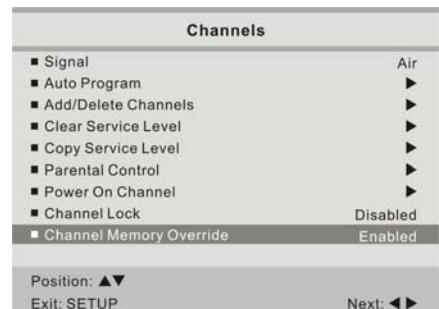 Channels
■ Signal Air
■ Auto Program ▶
■ Add/Delete Channels ▶
■ Clear Service Level ▶
■ Copy Service Level ▶
■ Parental Control ▶
■ Power On Channel ▶
■ Channel Lock Disabled
■ Channel Memory Override Enabled
Position: ▲▼
Exit: SETUP Next: ◀ ▶